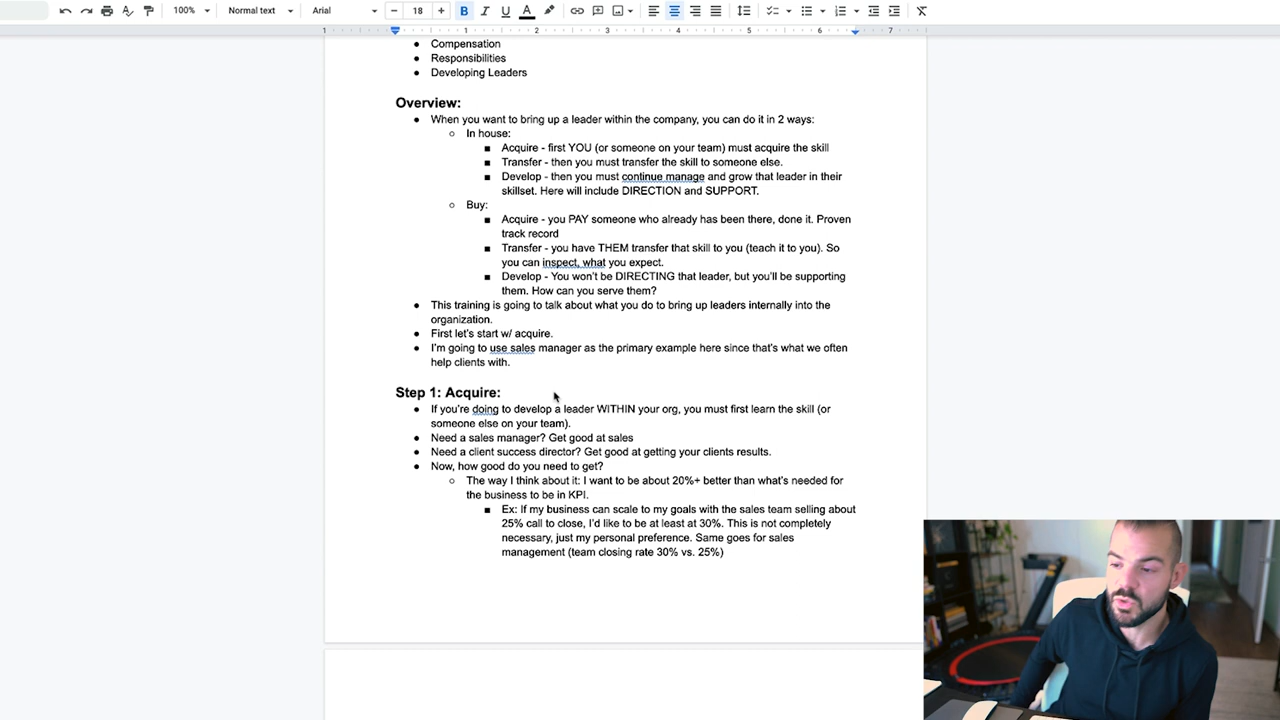 100% Normal text Arial 18 B I U A
1 1 2 3 4 5 6 7
• Compensation
• Responsibilities
• Developing Leaders
Overview:
• When you want to bring up a leader within the company, you can do it in 2 ways:
○ In house:
■ Acquire - first YOU (or someone on your team) must acquire the skill
■ Transfer - then you must transfer the skill to someone else.
■ Develop - then you must continue manage and grow that leader in their
skillset. Here will include DIRECTION and SUPPORT.
○ Buy:
■ Acquire - you PAY someone who already has been there, done it. Proven
track record
■ Transfer - you have THEM transfer that skill to you (teach it to you). So
you can inspect, what you expect.
■ Develop - You won't be DIRECTING that leader, but you'll be supporting
them. How can you serve them?
• This training is going to talk about what you do to bring up leaders internally into the
organization.
• First let's start w/ acquire.
• I'm going to use sales manager as the primary example here since that's what we often
help clients with.
Step 1: Acquire:
• If you're doing to develop a leader WITHIN your org, you must first learn the skill (or
someone else on your team).
• Need a sales manager? Get good at sales
• Need a client success director? Get good at getting your clients results.
• Now, how good do you need to get?
○ The way I think about it: I want to be about 20%+ better than what's needed for
the business to be in KPI.
■ Ex: If my business can scale to my goals with the sales team selling about
25% call to close, I'd like to be at least at 30%. This is not completely
necessary, just my personal preference. Same goes for sales
management (team closing rate 30% vs. 25%)